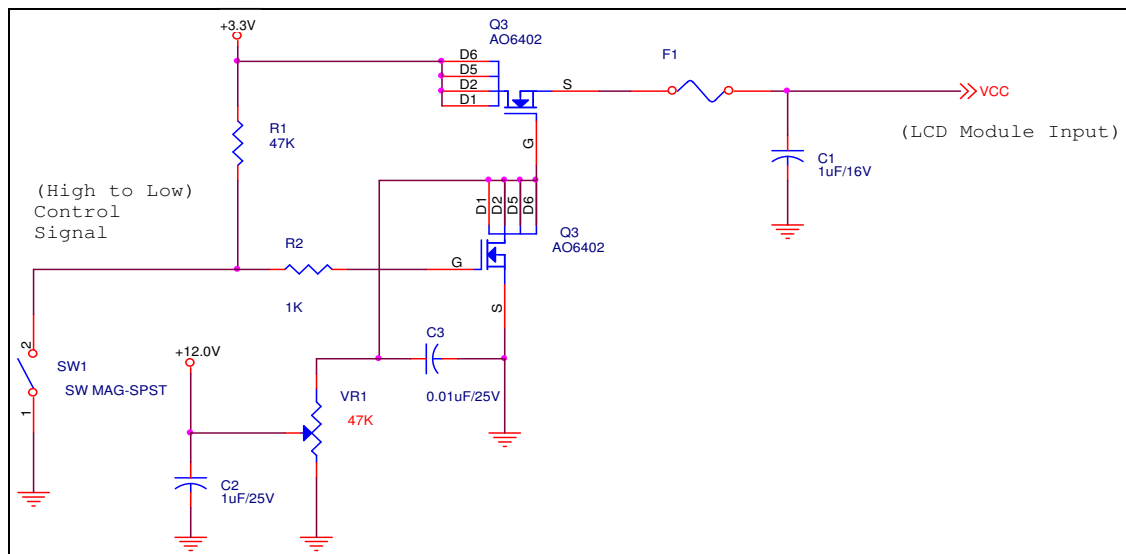 +3.3V
Q3
AO6402
D6
D5
D2
D1
S
G
F1
VCC
(LCD Module Input)
R1
47K
C1
1uF/16V
(High to Low)
Control
Signal
D1
D2
D5
D6
Q3
AO6402
R2
1K
G
S
+12.0V
C3
0.01uF/25V
2
SW1
SW MAG-SPST
1
VR1
47K
C2
1uF/25V